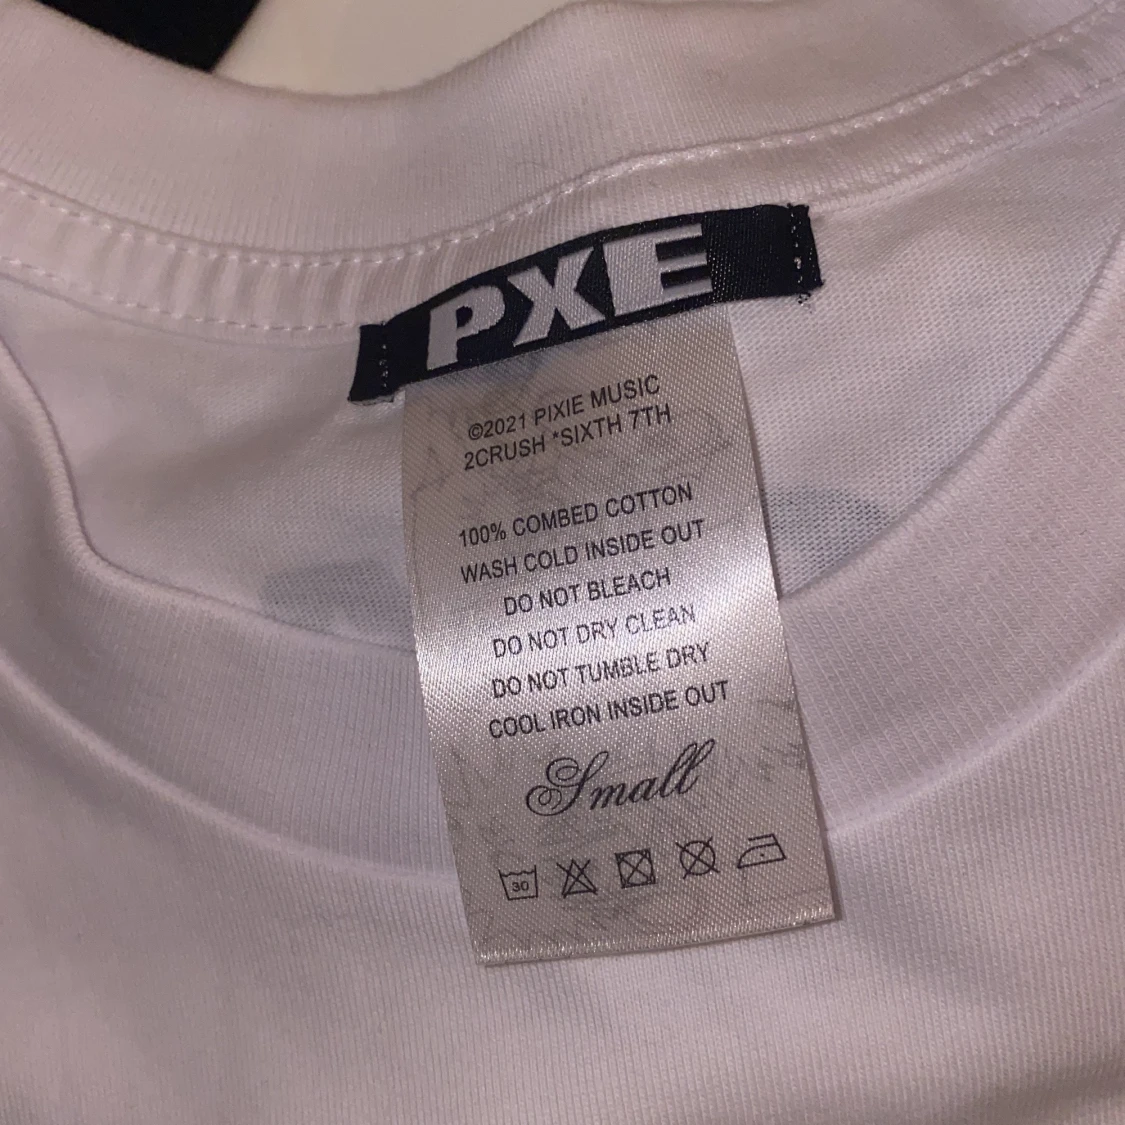 PXE
©2021 PIXIE MUSIC
2CRUSH *SIXTH 7TH
100% COMBED COTTON
WASH COLD INSIDE OUT
DO NOT BLEACH
DO NOT DRY CLEAN
DO NOT TUMBLE DRY
COOL IRON INSIDE OUT
Small
30